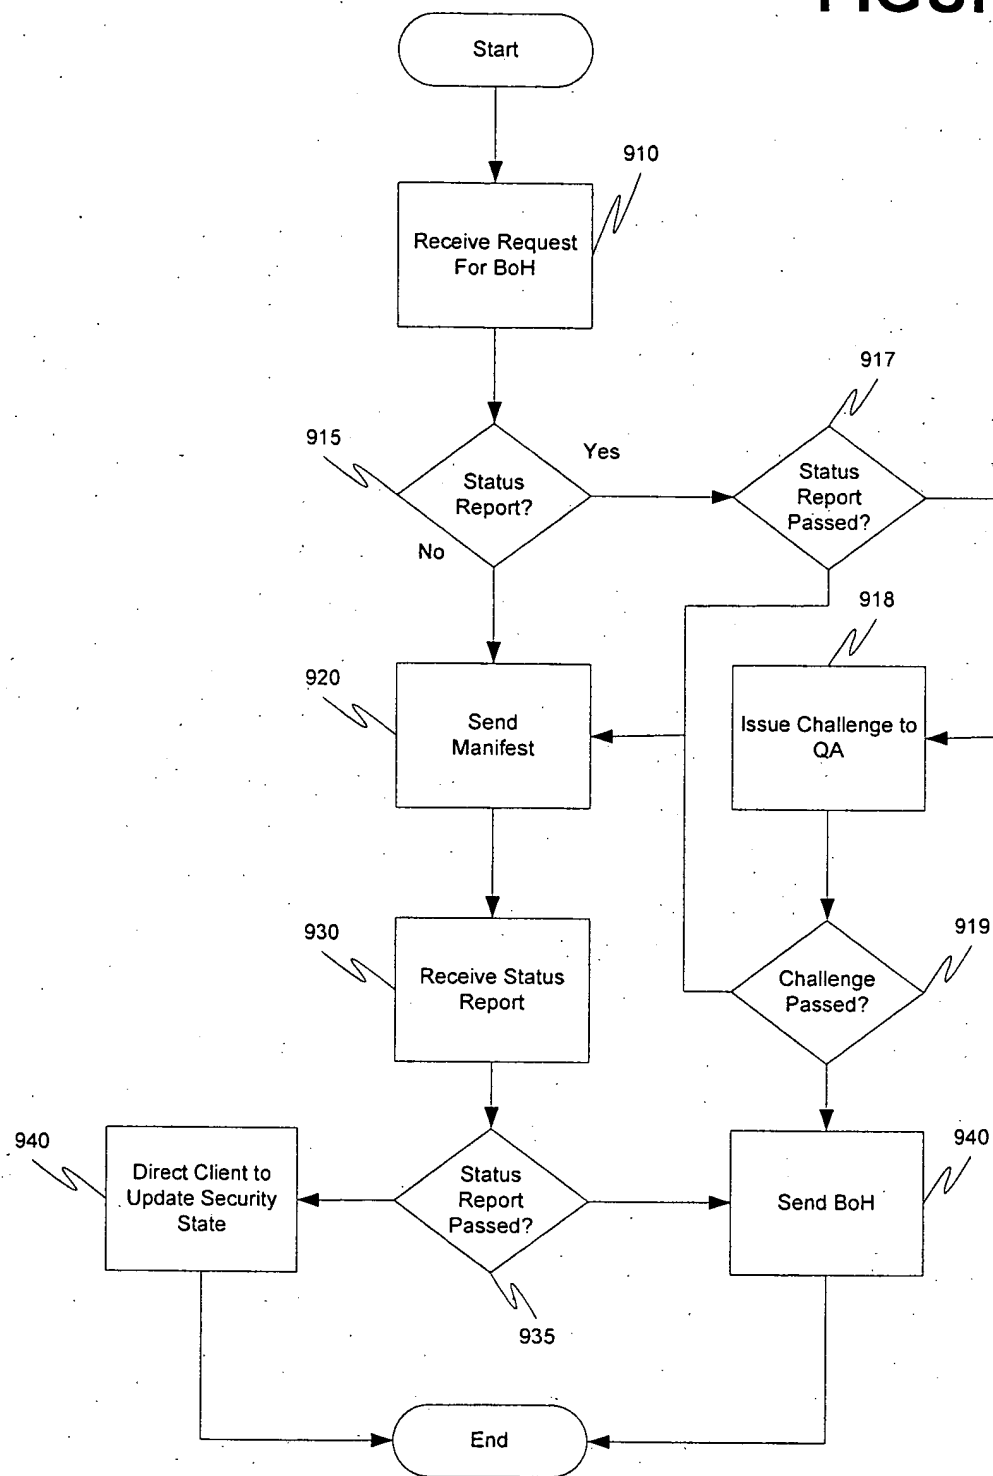 Start
910
Receive Request
For BoH
917
915
Status
Report?
Yes
No
Status
Report
Passed?
918
920
Send
Manifest
Issue Challenge to
QA
930
Receive Status
Report
919
Challenge
Passed?
940
Direct Client to
Update Security
State
Status
Report
Passed?
935
940
Send BoH
End